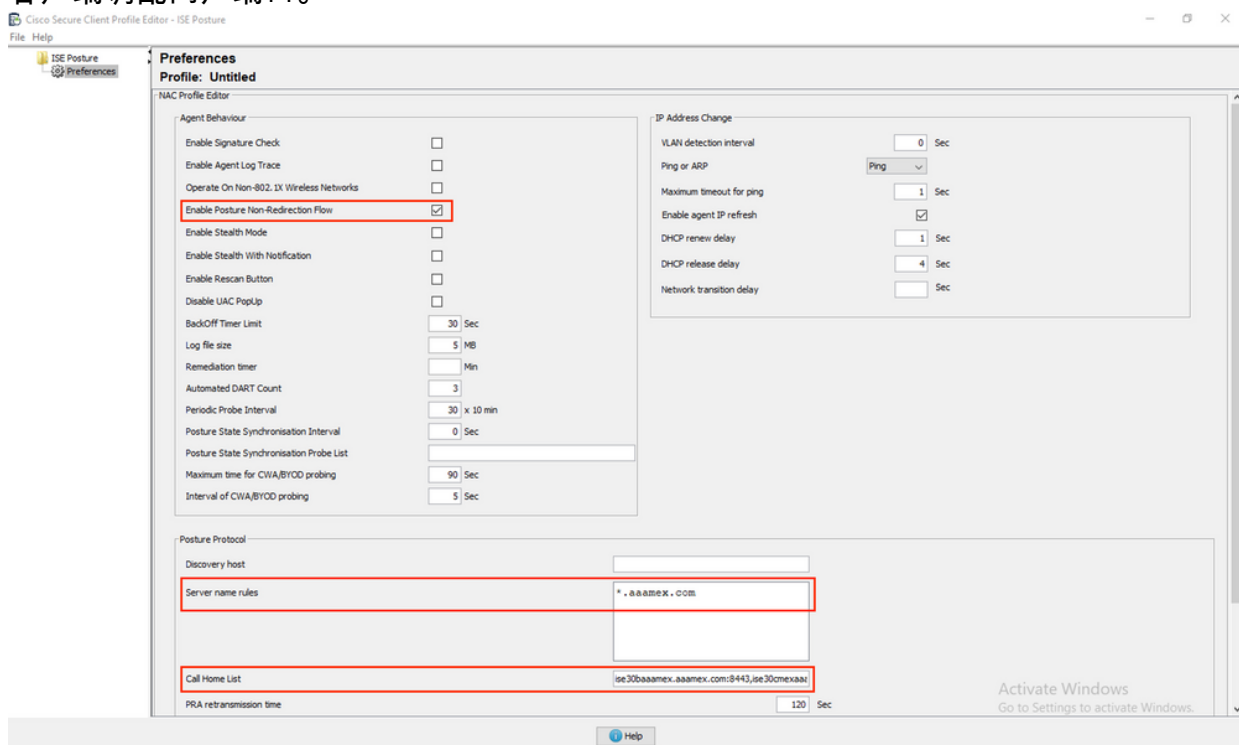 Cisco Secure Client Profile Editor - ISE Posture
File Help
ISE Posture
Preferences
Preferences
Profile: Untitled
NAC Profile Editor
Agent Behaviour
Enable Signature Check
Enable Agent Log Trace
Operate On Non-802.1X Wireless Networks
Enable Posture Non-Redirection Flow
Enable Stealth Mode
Enable Stealth With Notification
Enable Rescan Button
Disable UAC PopUp
BackOff Timer Limit 30 Sec
Log file size 5 MB
Remediation timer Min
Automated DART Count 3
Periodic Probe Interval 30 x 10 min
Posture State Synchronisation Interval 0 Sec
Posture State Synchronisation Probe List
Maximum time for CWA/BYOD probing 90 Sec
Interval of CWA/BYOD probing 5 Sec
IP Address Change
VLAN detection interval 0 Sec
Ping or ARP Ping
Maximum timeout for ping 1 Sec
Enable agent IP refresh
DHCP renew delay 1 Sec
DHCP release delay 4 Sec
Network transition delay Sec
Posture Protocol
Discovery host
Server name rules *.aaamex.com
Call Home List ise30baaamex.aaamex.com:8443,ise30cmexaaa
PRA retransmission time 120 Sec
Activate Windows
Go to Settings to activate Windows.
Help